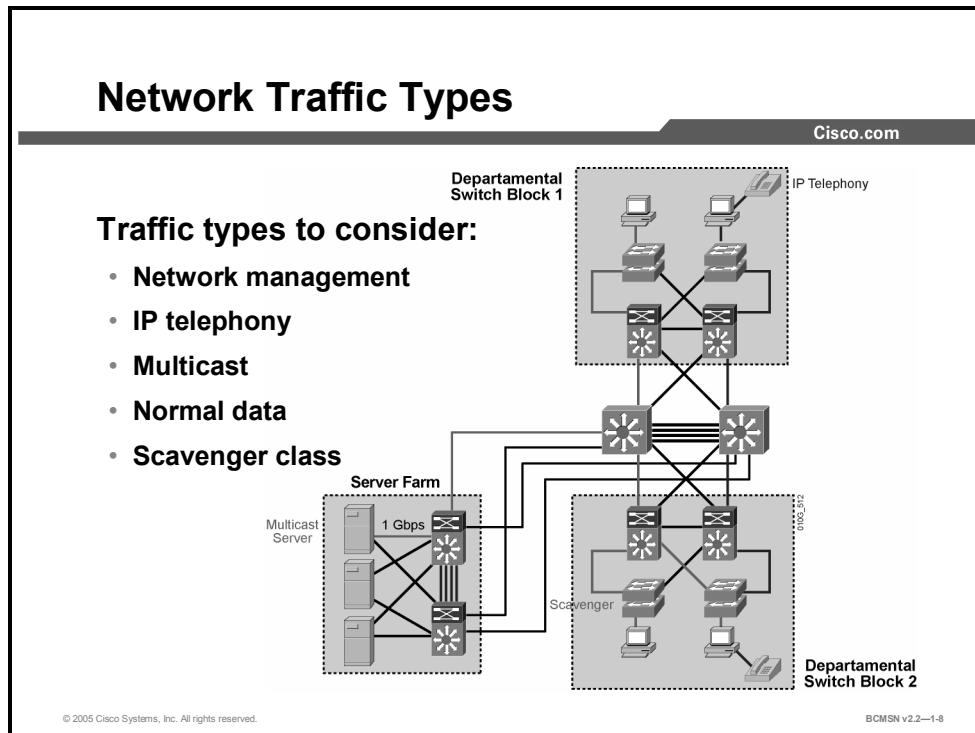 Network Traffic Types
Cisco.com
Traffic types to consider:
• Network management
• IP telephony
• Multicast
• Normal data
• Scavenger class
Departamental
Switch Block 1
IP Telephony
Server Farm
Multicast
Server
1 Gbps
010G_512
Scavenger
Departamental
Switch Block 2
© 2005 Cisco Systems, Inc. All rights reserved.
BCMSN v2.2—1-8